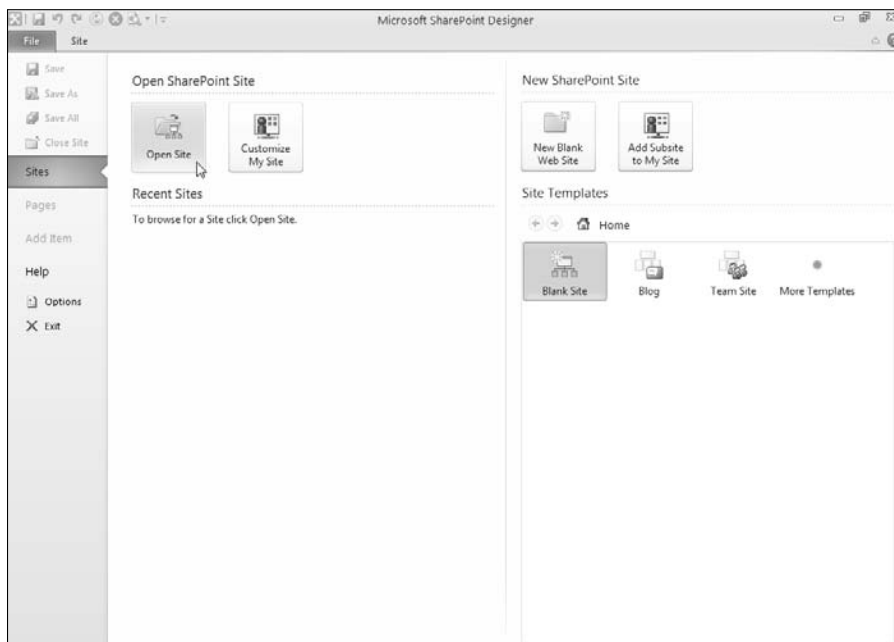 Microsoft SharePoint Designer
File
Site
Save
Save As
Save All
Close Site
Sites
Pages
Add Item
Help
Options
Exit
Open SharePoint Site
Open Site
Customize
My Site
Recent Sites
To browse for a Site click Open Site.
New SharePoint Site
New Blank
Web Site
Add Subsite
to My Site
Site Templates
Home
Blank Site
Blog
Team Site
More Templates